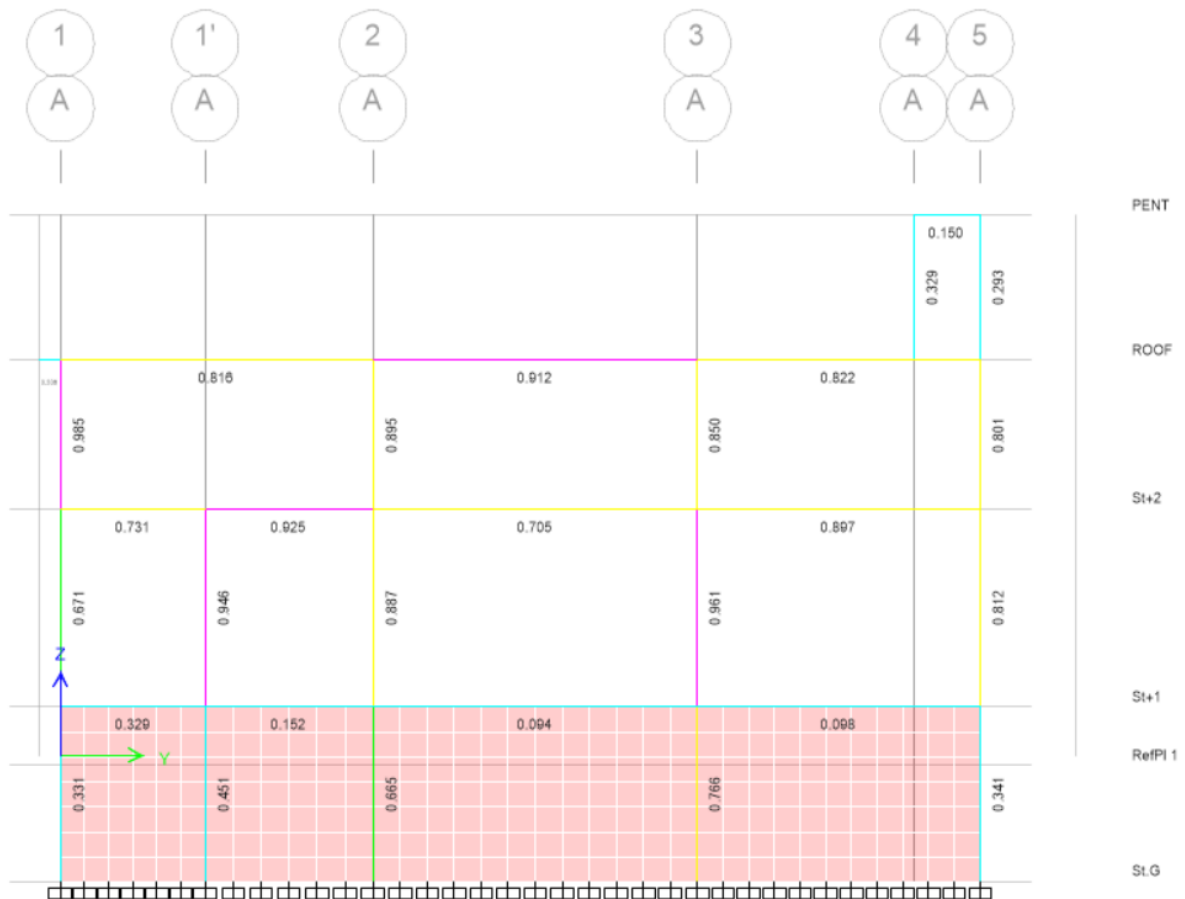 1 1' 2 3 4 5
A A A A A A
PENT
0.150
0.329 0.293
ROOF
0.816 0.912 0.822
0.985 0.895 0.850 0.801
St+2
0.731 0.925 0.705 0.897
0.671 0.946 0.887 0.961 0.812
Z
St+1
0.329 0.152 0.094 0.098
Y
RefPl 1
0.331 0.451 0.665 0.766 0.341
St.G